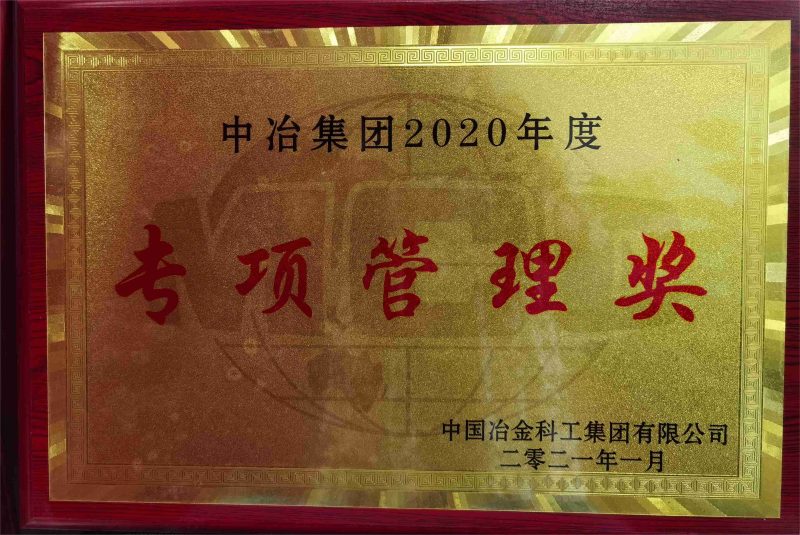 中冶集团2020年度
专项管理奖
中国冶金科工集团有限公司
二零二一年一月